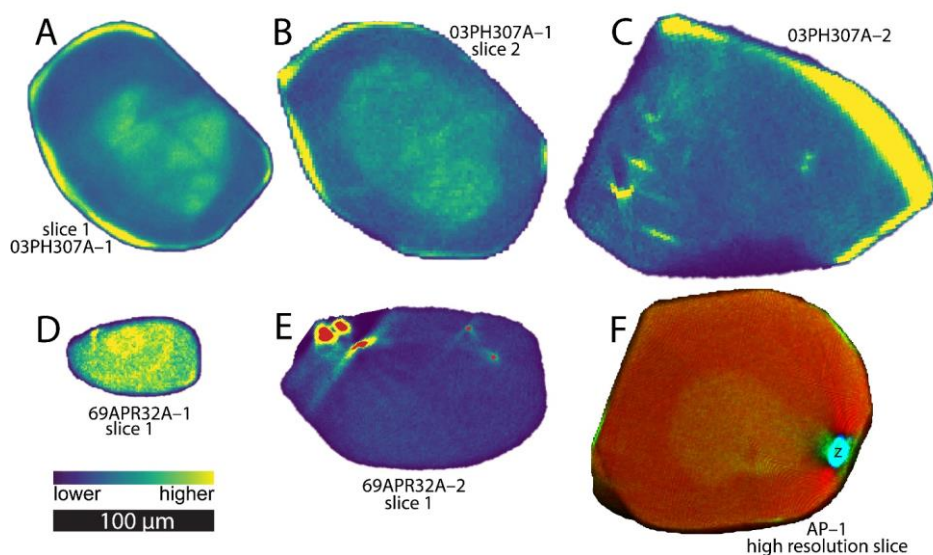 A
B
03PH307A–1
slice 2
C
03PH307A–2
slice 1
03PH307A–1
D
69APR32A–1
slice 1
E
69APR32A–2
slice 1
F
z
AP–1
high resolution slice
lower higher
100 µm